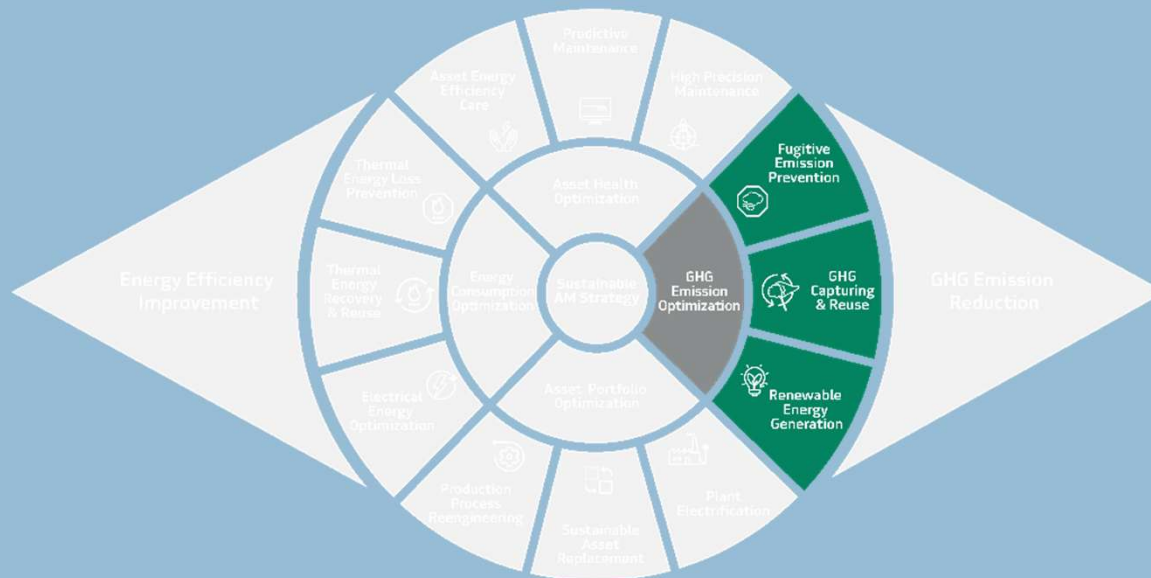 Predictive
Maintenance
Asset Energy
Efficiency
Care
High Precision
Maintenance
Thermal
Energy Loss
Prevention
Fugitive
Emission
Prevention
Asset Health
Optimization
Energy Efficiency
Improvement
Thermal
Energy
Recovery
& Reuse
Energy
Consumption
Optimization
Sustainable
AM Strategy
GHG
Emission
Optimization
GHG
Capturing
& Reuse
GHG Emission
Reduction
Electrical
Energy
Optimization
Asset Portfolio
Optimization
Renewable
Energy
Generation
Production
Process
Reengineering
Sustainable
Asset
Replacement
Plant
Electrification